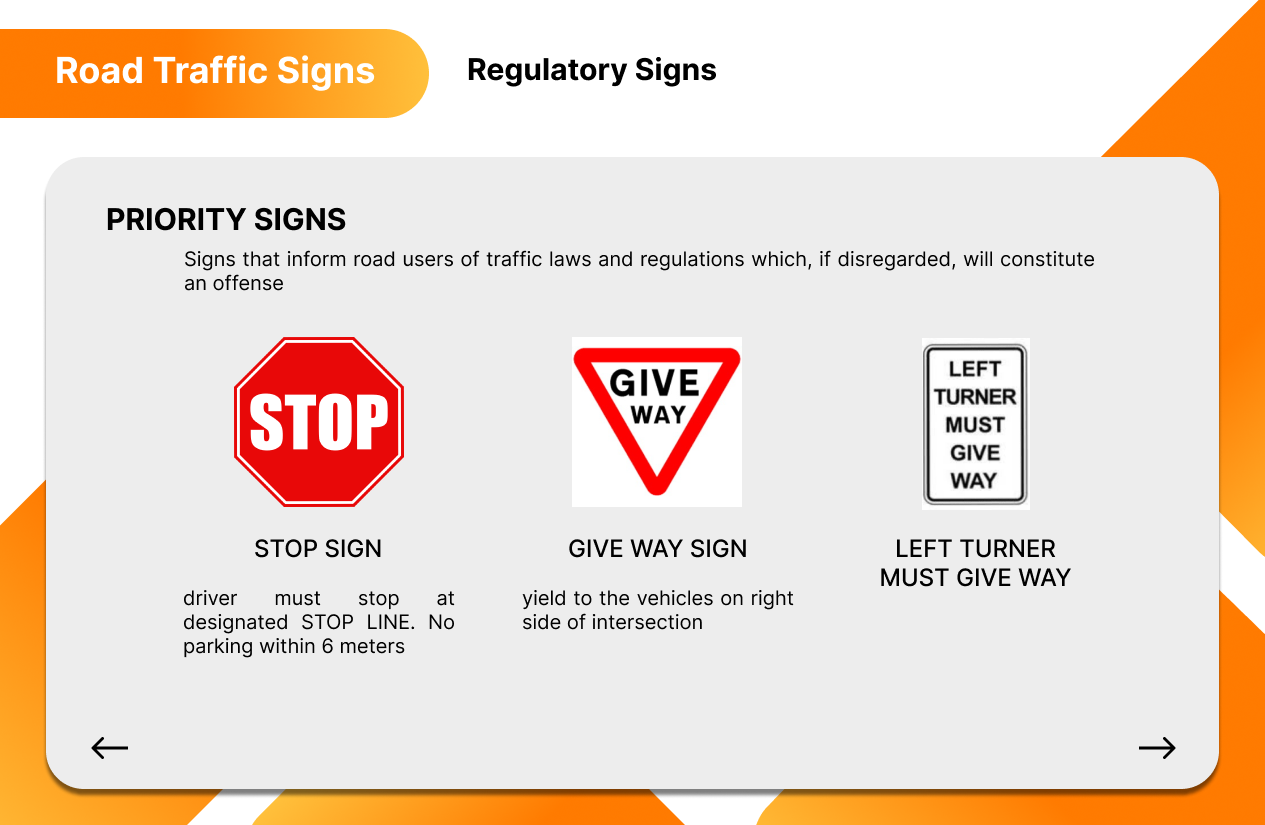 Road Traffic Signs
Regulatory Signs
PRIORITY SIGNS
Signs that inform road users of traffic laws and regulations which, if disregarded, will constitute
an offense
STOP
GIVE
WAY
LEFT
TURNER
MUST
GIVE
WAY
STOP SIGN
driver must stop at
designated STOP LINE. No
parking within 6 meters
GIVE WAY SIGN
yield to the vehicles on right
side of intersection
LEFT TURNER
MUST GIVE WAY